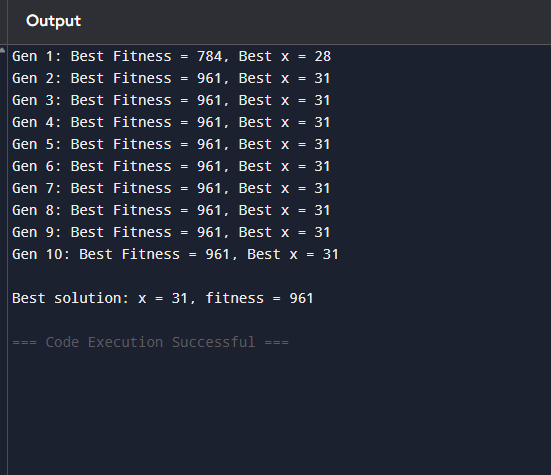 Output
Gen 1: Best Fitness = 784, Best x = 28
Gen 2: Best Fitness = 961, Best x = 31
Gen 3: Best Fitness = 961, Best x = 31
Gen 4: Best Fitness = 961, Best x = 31
Gen 5: Best Fitness = 961, Best x = 31
Gen 6: Best Fitness = 961, Best x = 31
Gen 7: Best Fitness = 961, Best x = 31
Gen 8: Best Fitness = 961, Best x = 31
Gen 9: Best Fitness = 961, Best x = 31
Gen 10: Best Fitness = 961, Best x = 31
Best solution: x = 31, fitness = 961
=== Code Execution Successful ===